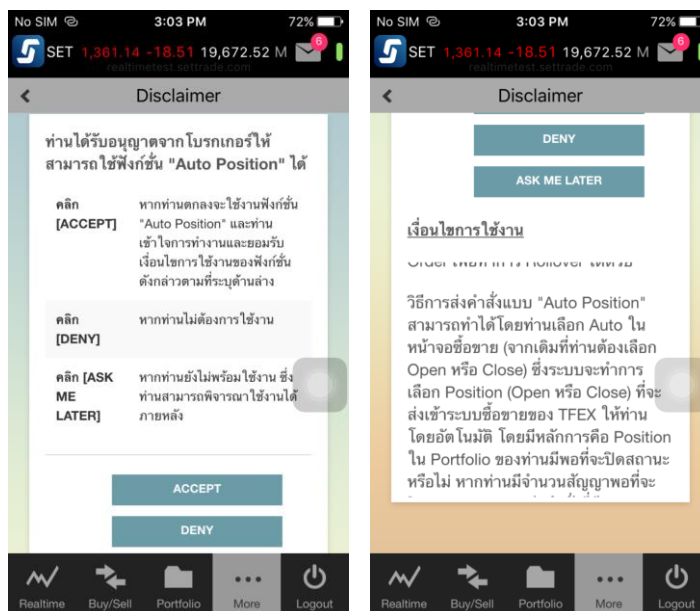 No SIM 3:03 PM 72%
SET 1,361.14 -18.51 19,672.52 M 6
realtimetest.settrade.com
Disclaimer
ท่านได้รับอนุญาตจากโบรกเกอร์ให้
สามารถใช้ฟังก์ชั่น "Auto Position" ได้
คลิก หากท่านตกลงจะใช้งานฟังก์ชั่น
[ACCEPT] "Auto Position" และท่าน
เข้าใจการทำงานและยอมรับ
เงื่อนไขการใช้งานของฟังก์ชั่น
ดังกล่าวตามที่ระบุด้านล่าง
คลิก หากท่านไม่ต้องการใช้งาน
[DENY]
คลิก [ASK หากท่านยังไม่พร้อมใช้งาน ซึ่ง
ME ท่านสามารถพิจารณาใช้งานได้
LATER] ภายหลัง
ACCEPT
DENY
Realtime Buy/Sell Portfolio More Logout
No SIM 3:03 PM 72%
SET 1,361.14 -18.51 19,672.52 M 6
realtimetest.settrade.com
Disclaimer
DENY
ASK ME LATER
เงื่อนไขการใช้งาน
วิธีการส่งคำสั่งแบบ "Auto Position"
สามารถทำได้โดยท่านเลือก Auto ใน
หน้าจอซื้อขาย (จากเดิมที่ท่านต้องเลือก
Open หรือ Close) ซึ่งระบบจะทำการ
เลือก Position (Open หรือ Close) ที่จะ
ส่งเข้าระบบซื้อขายของ TFEX ให้ท่าน
โดยอัตโนมัติ โดยมีหลักการคือ Position
ใน Portfolio ของท่านมีพอที่จะปิดสถานะ
หรือไม่ หากท่านมีจำนวนสัญญาพอที่จะ
Realtime Buy/Sell Portfolio More Logout